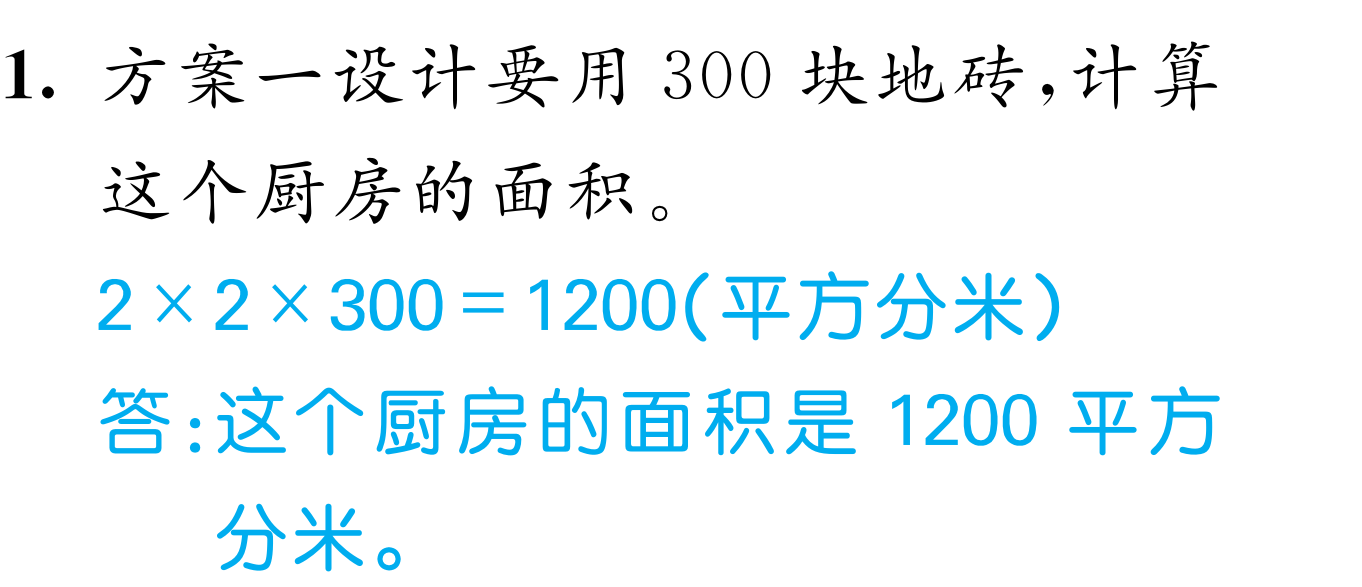 1. 方案一设计要用 300 块地砖,计算
这个厨房的面积。
2×2×300=1200(平方分米)
答:这个厨房的面积是 1200 平方
分米。